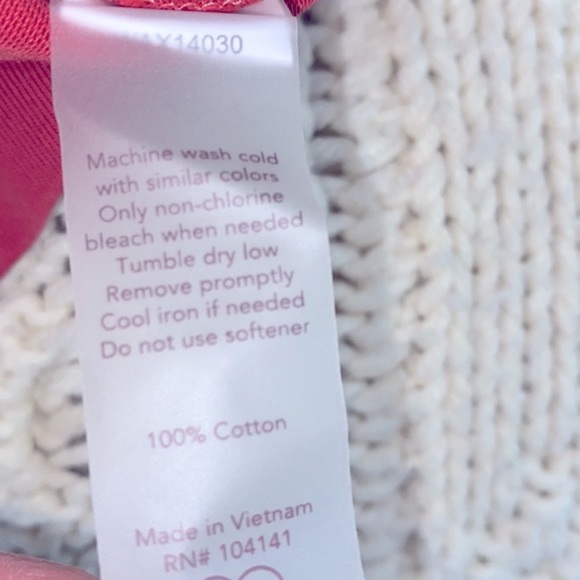 Machine wash cold
with similar colors
Only non-chlorine
bleach when needed
Tumble dry low
Remove promptly
Cool iron if needed
Do not use softener
100% Cotton
Made in Vietnam
RN# 104141